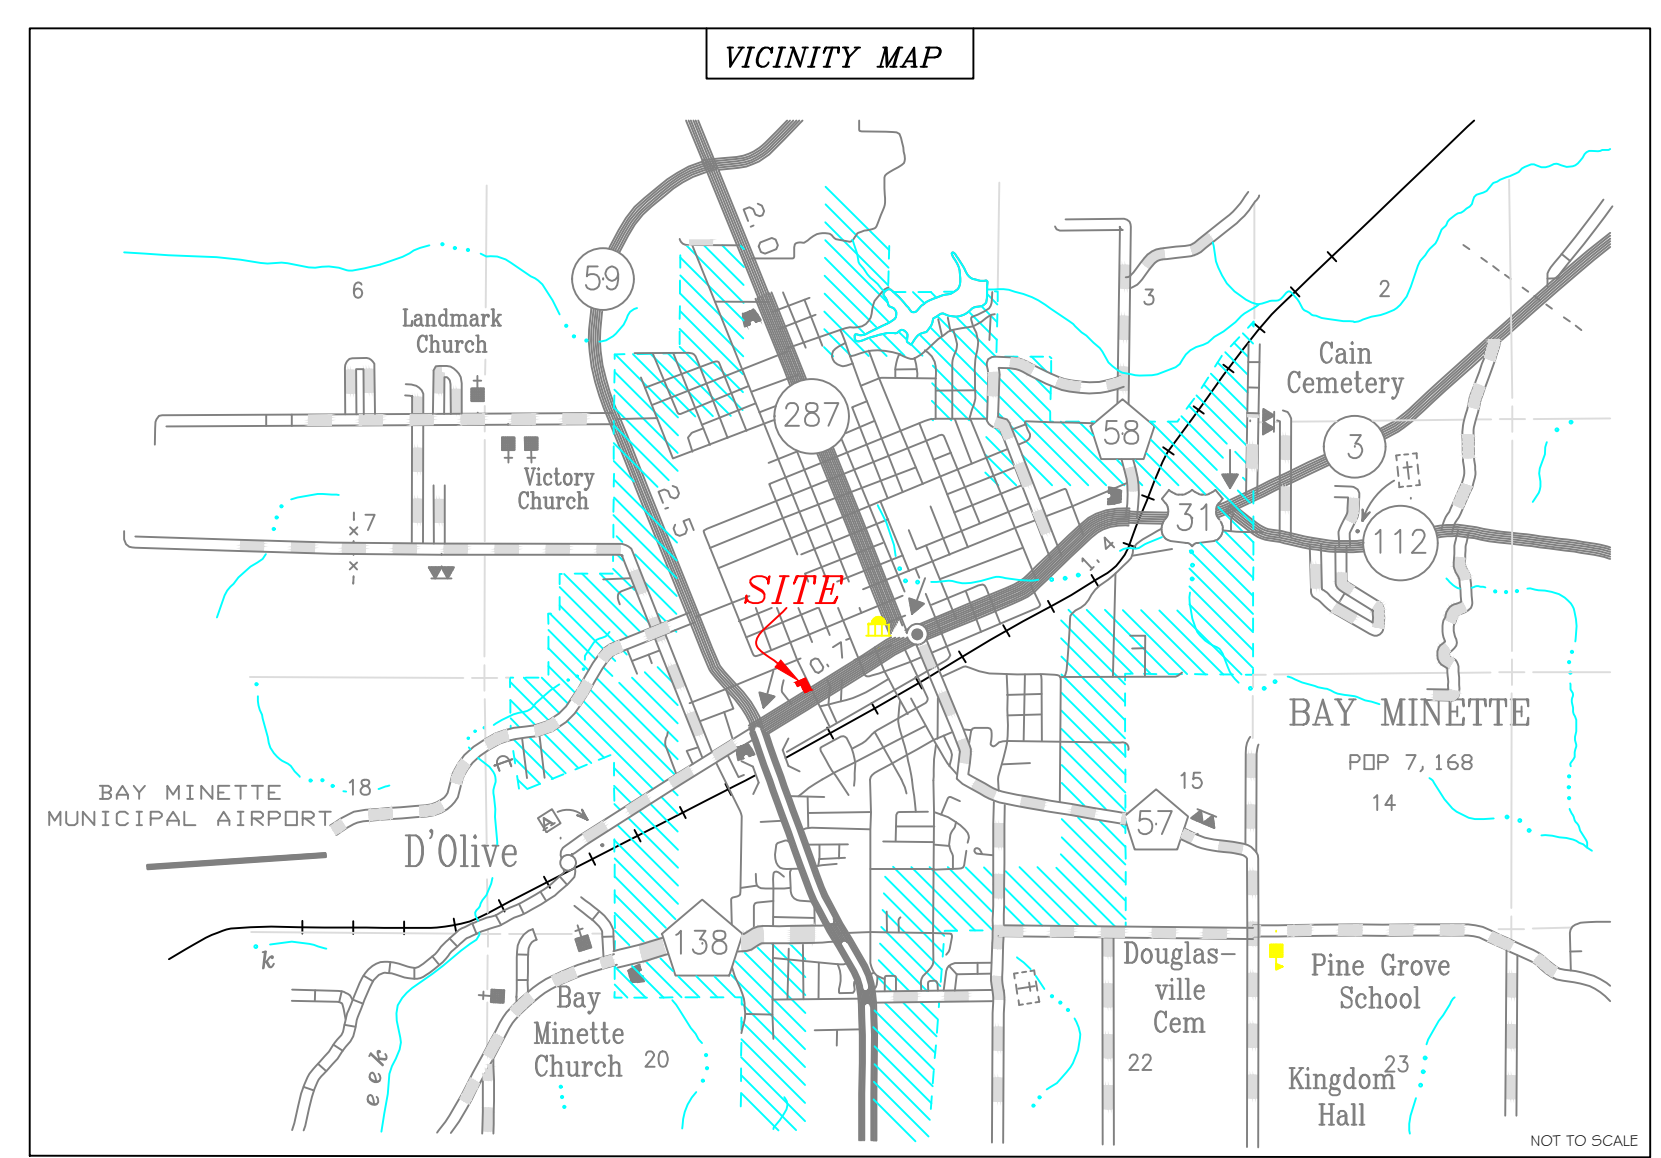 VICINITY MAP
2.0
59
6
3
2
Landmark
Church
Cain
Cemetery
287
58
3
Victory
Church
2.5
7
31
112
1.4
SITE
0.7
BAY MINETTE
POP 7,168
15
14
18
BAY MINETTE
MUNICIPAL AIRPORT
A
57
D'Olive
138
k
Douglas-
ville
Cem
Pine Grove
School
Bay
Minette
Church
20
22
23
eek
Kingdom
Hall
NOT TO SCALE